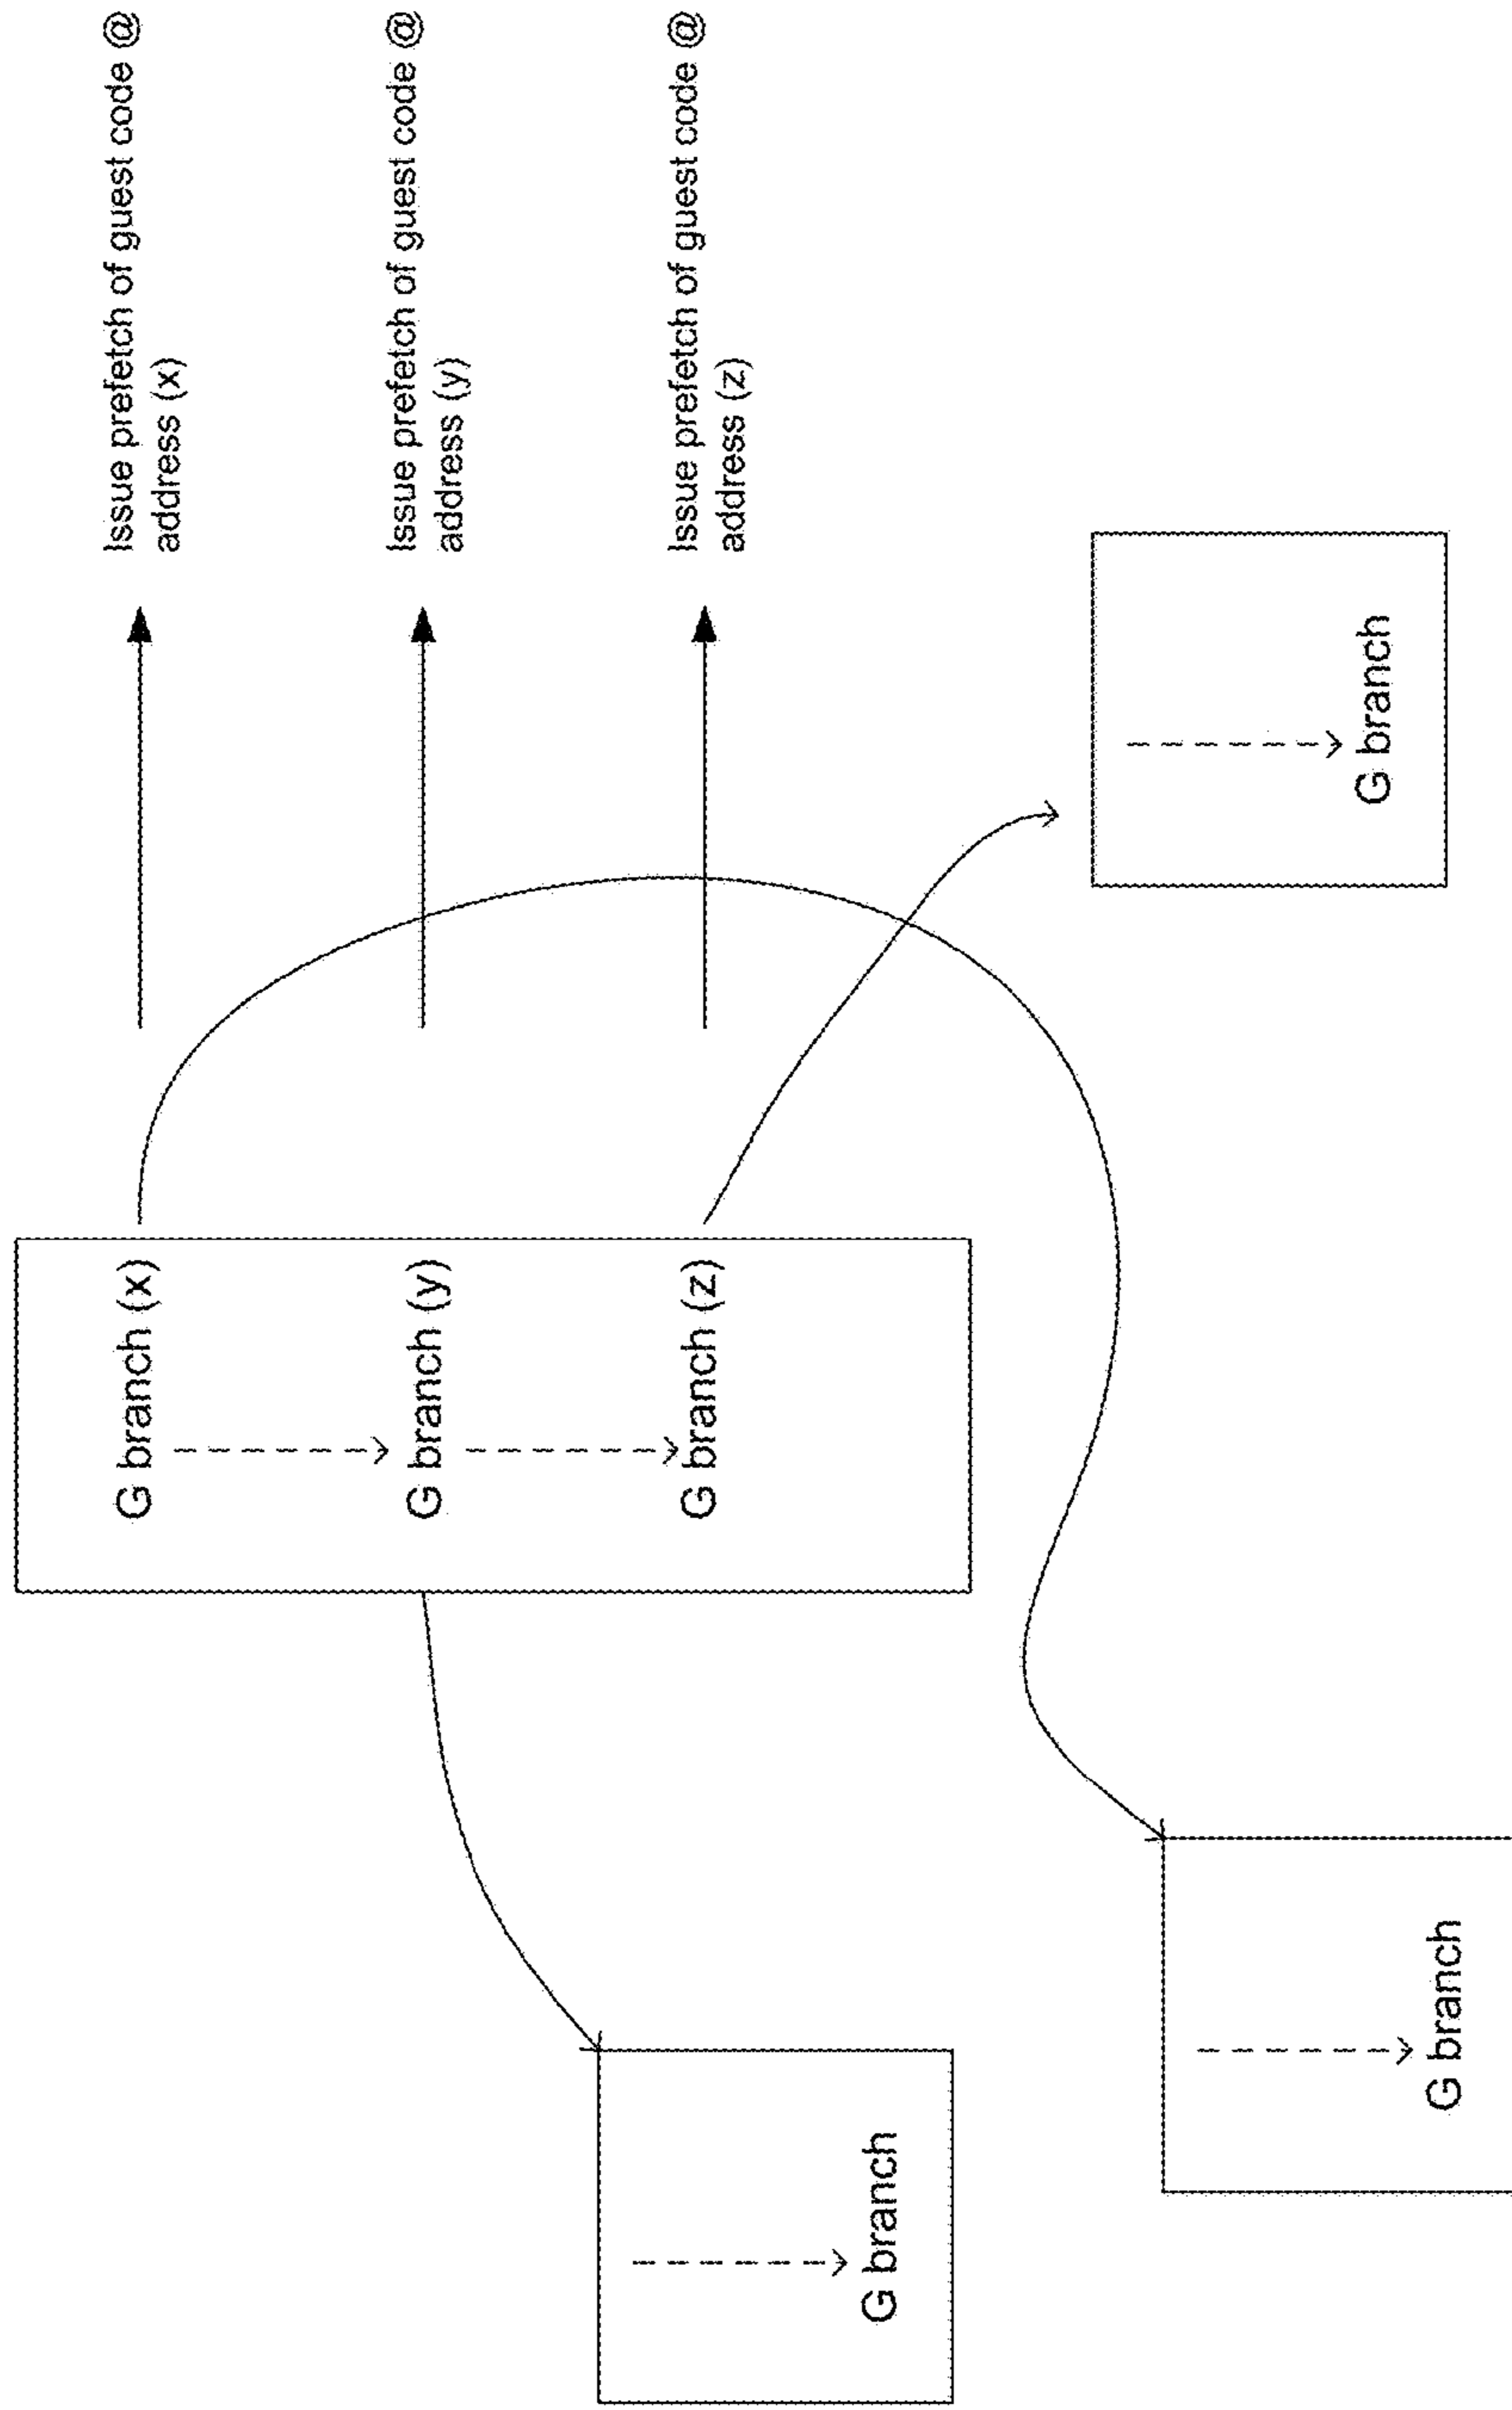 G branch (x)
Issue prefetch of guest code @
address (x)
G branch (y)
Issue prefetch of guest code @
address (y)
G branch (z)
Issue prefetch of guest code @
address (z)
G branch
G branch
G branch